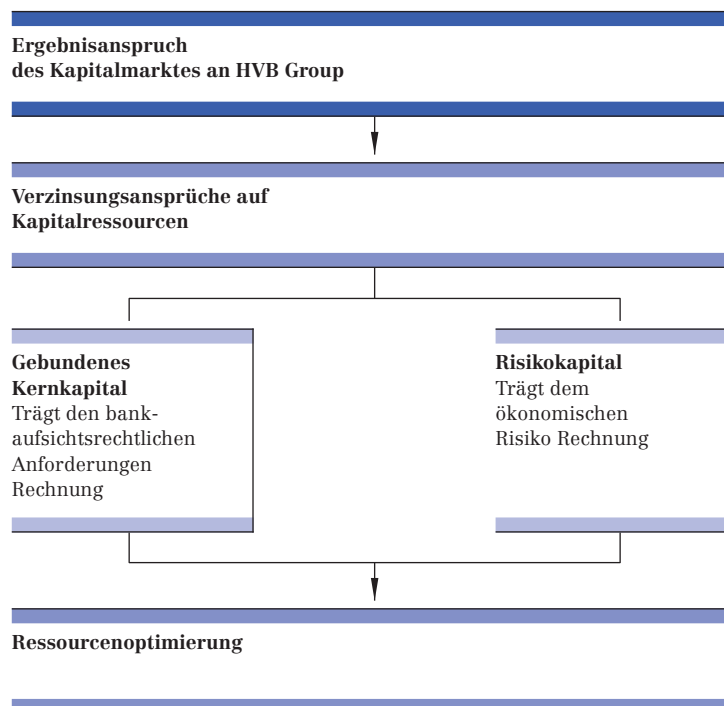 Ergebnisanspruch
des Kapitalmarktes an HVB Group
Verzinsungsansprüche auf
Kapitalressourcen
Gebundenes
Kernkapital
Trägt den bank-
aufsichtsrechtlichen
Anforderungen
Rechnung
Risikokapital
Trägt dem
ökonomischen
Risiko Rechnung
Ressourcenoptimierung